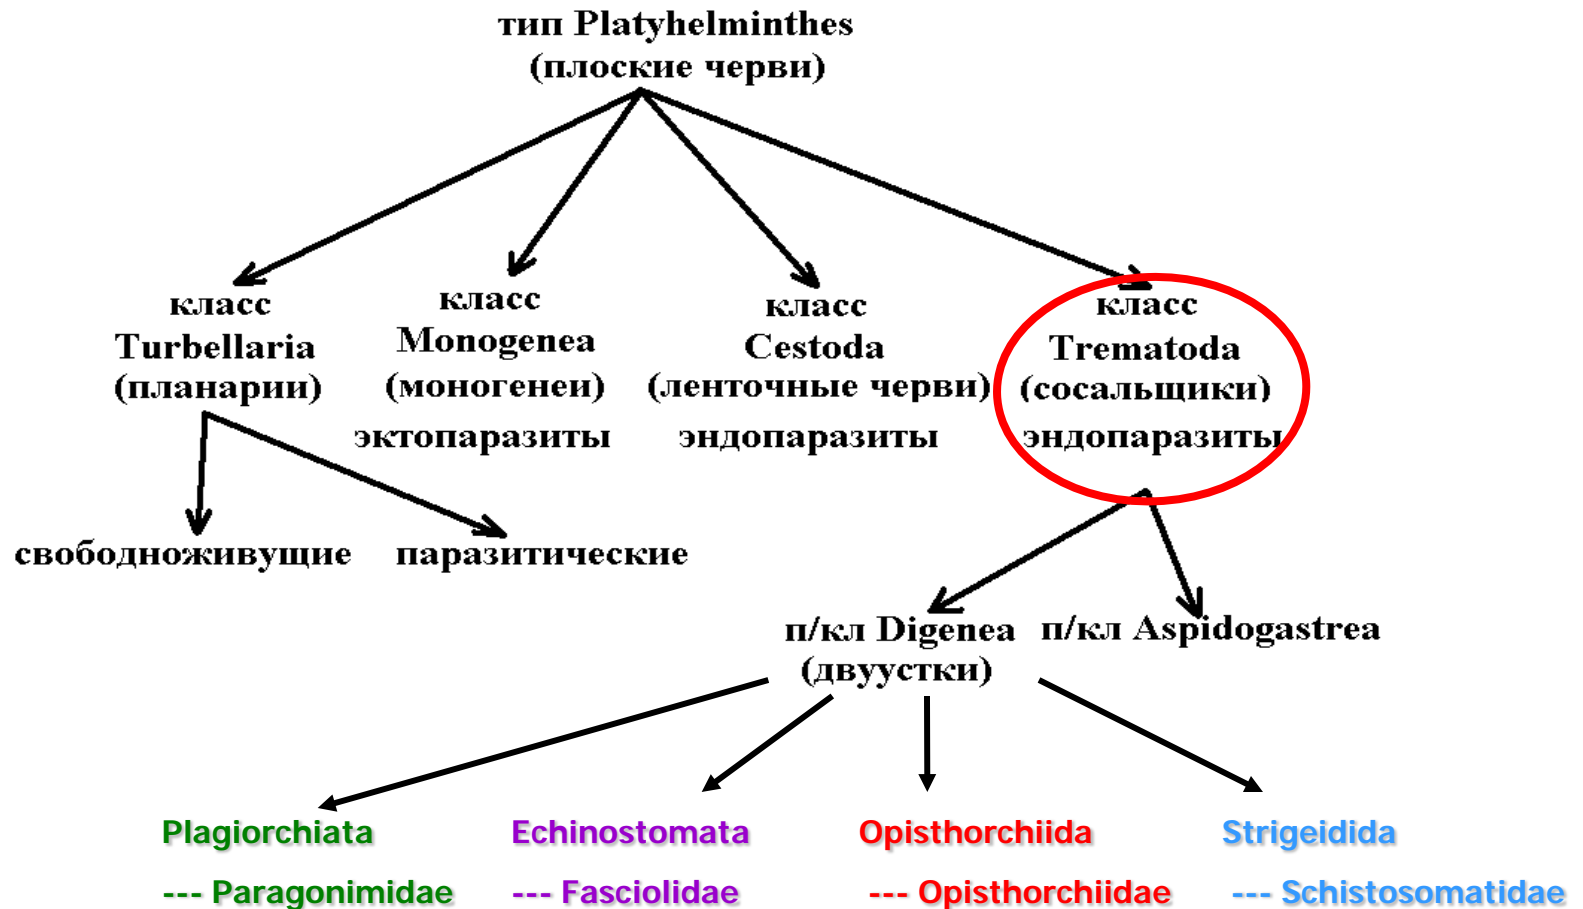 тип Platyhelminthes
(плоские черви)
класс
Turbellaria
(планарии)
класс
Monogenea
(моногенеи)
эктопаразиты
класс
Cestoda
(ленточные черви)
эндопаразиты
класс
Trematoda
(сосальщики)
эндопаразиты
свободноживущие
паразитические
п/кл Digenea
(двуустки)
п/кл Aspidogastrea
Plagiorchiata
--- Paragonimidae
Echinostomata
--- Fasciolidae
Opisthorchiida
--- Opisthorchiidae
Strigeidida
--- Schistosomatidae